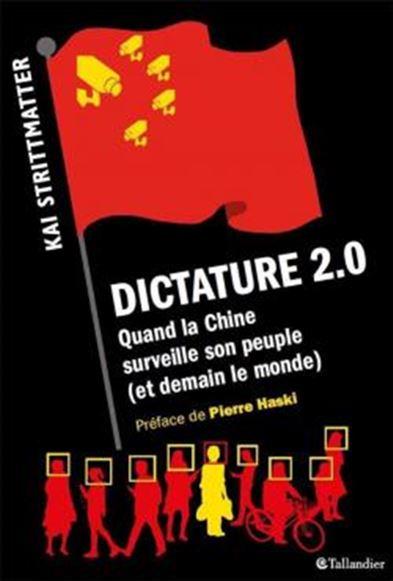 KAI STRITTMATTER
DICTATURE 2.0
Quand la Chine
surveille son peuple
(et demain le monde)
Préface de Pierre Haski
Tallandier